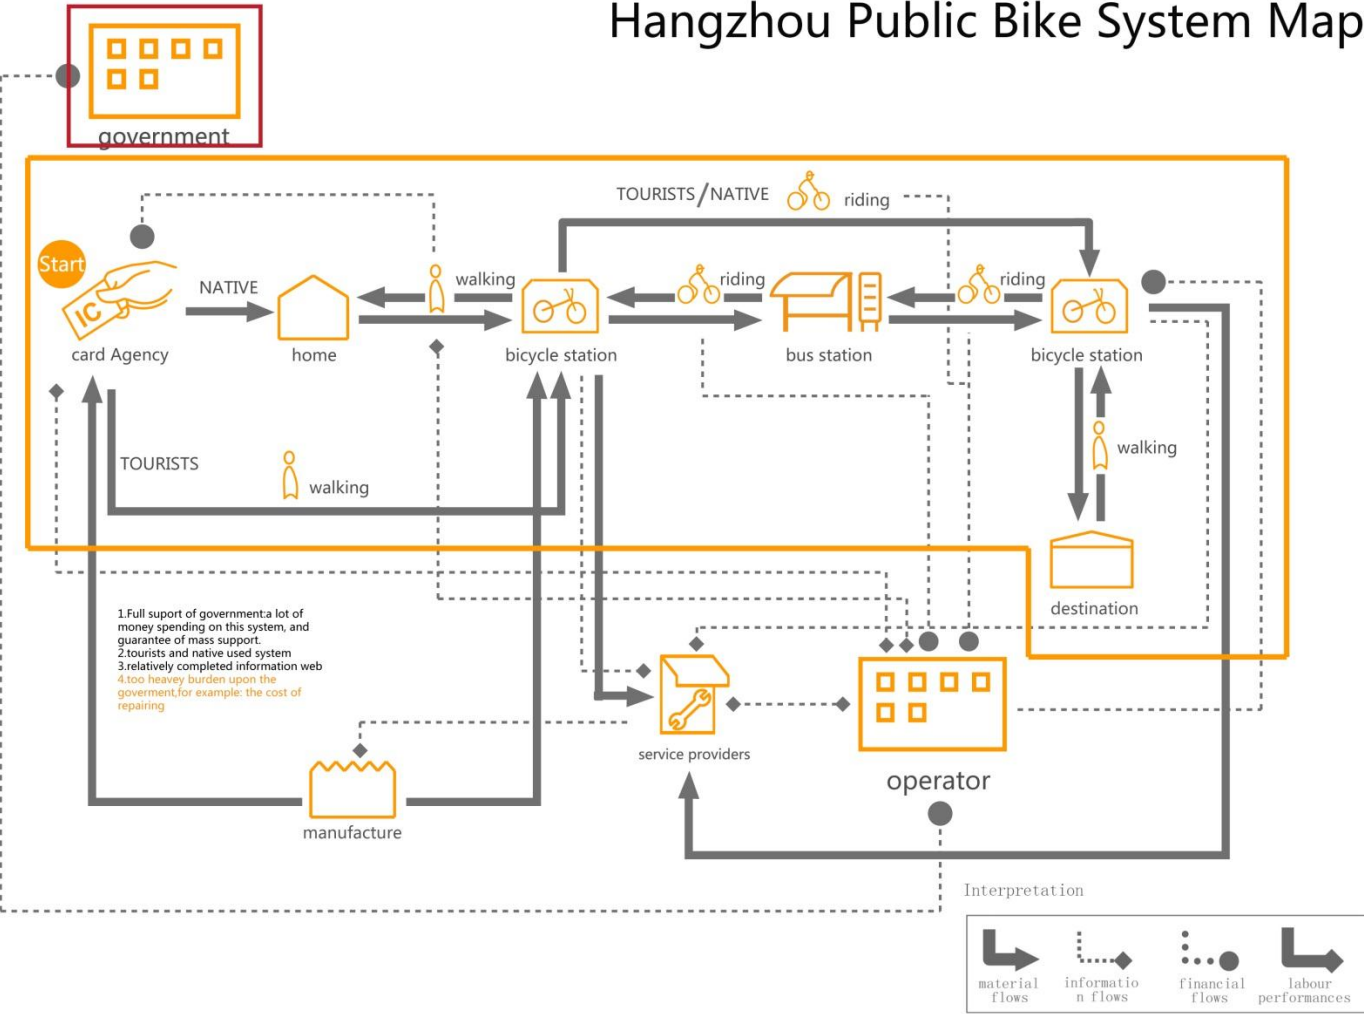 Hangzhou Public Bike System Map
government
TOURISTS/NATIVE
riding
Start
IC
NATIVE
walking
riding
riding
card Agency
home
bicycle station
bus station
bicycle station
TOURISTS
walking
walking
destination
1.Full suport of government:a lot of
money spending on this system, and
guarantee of mass support.
2.tourists and native used system
3.relatively completed information web
4.too heavey burden upon the
goverment,for example: the cost of
repairing
service providers
operator
manufacture
Interpretation
material
flows
informatio
n flows
financial
flows
labour
performances